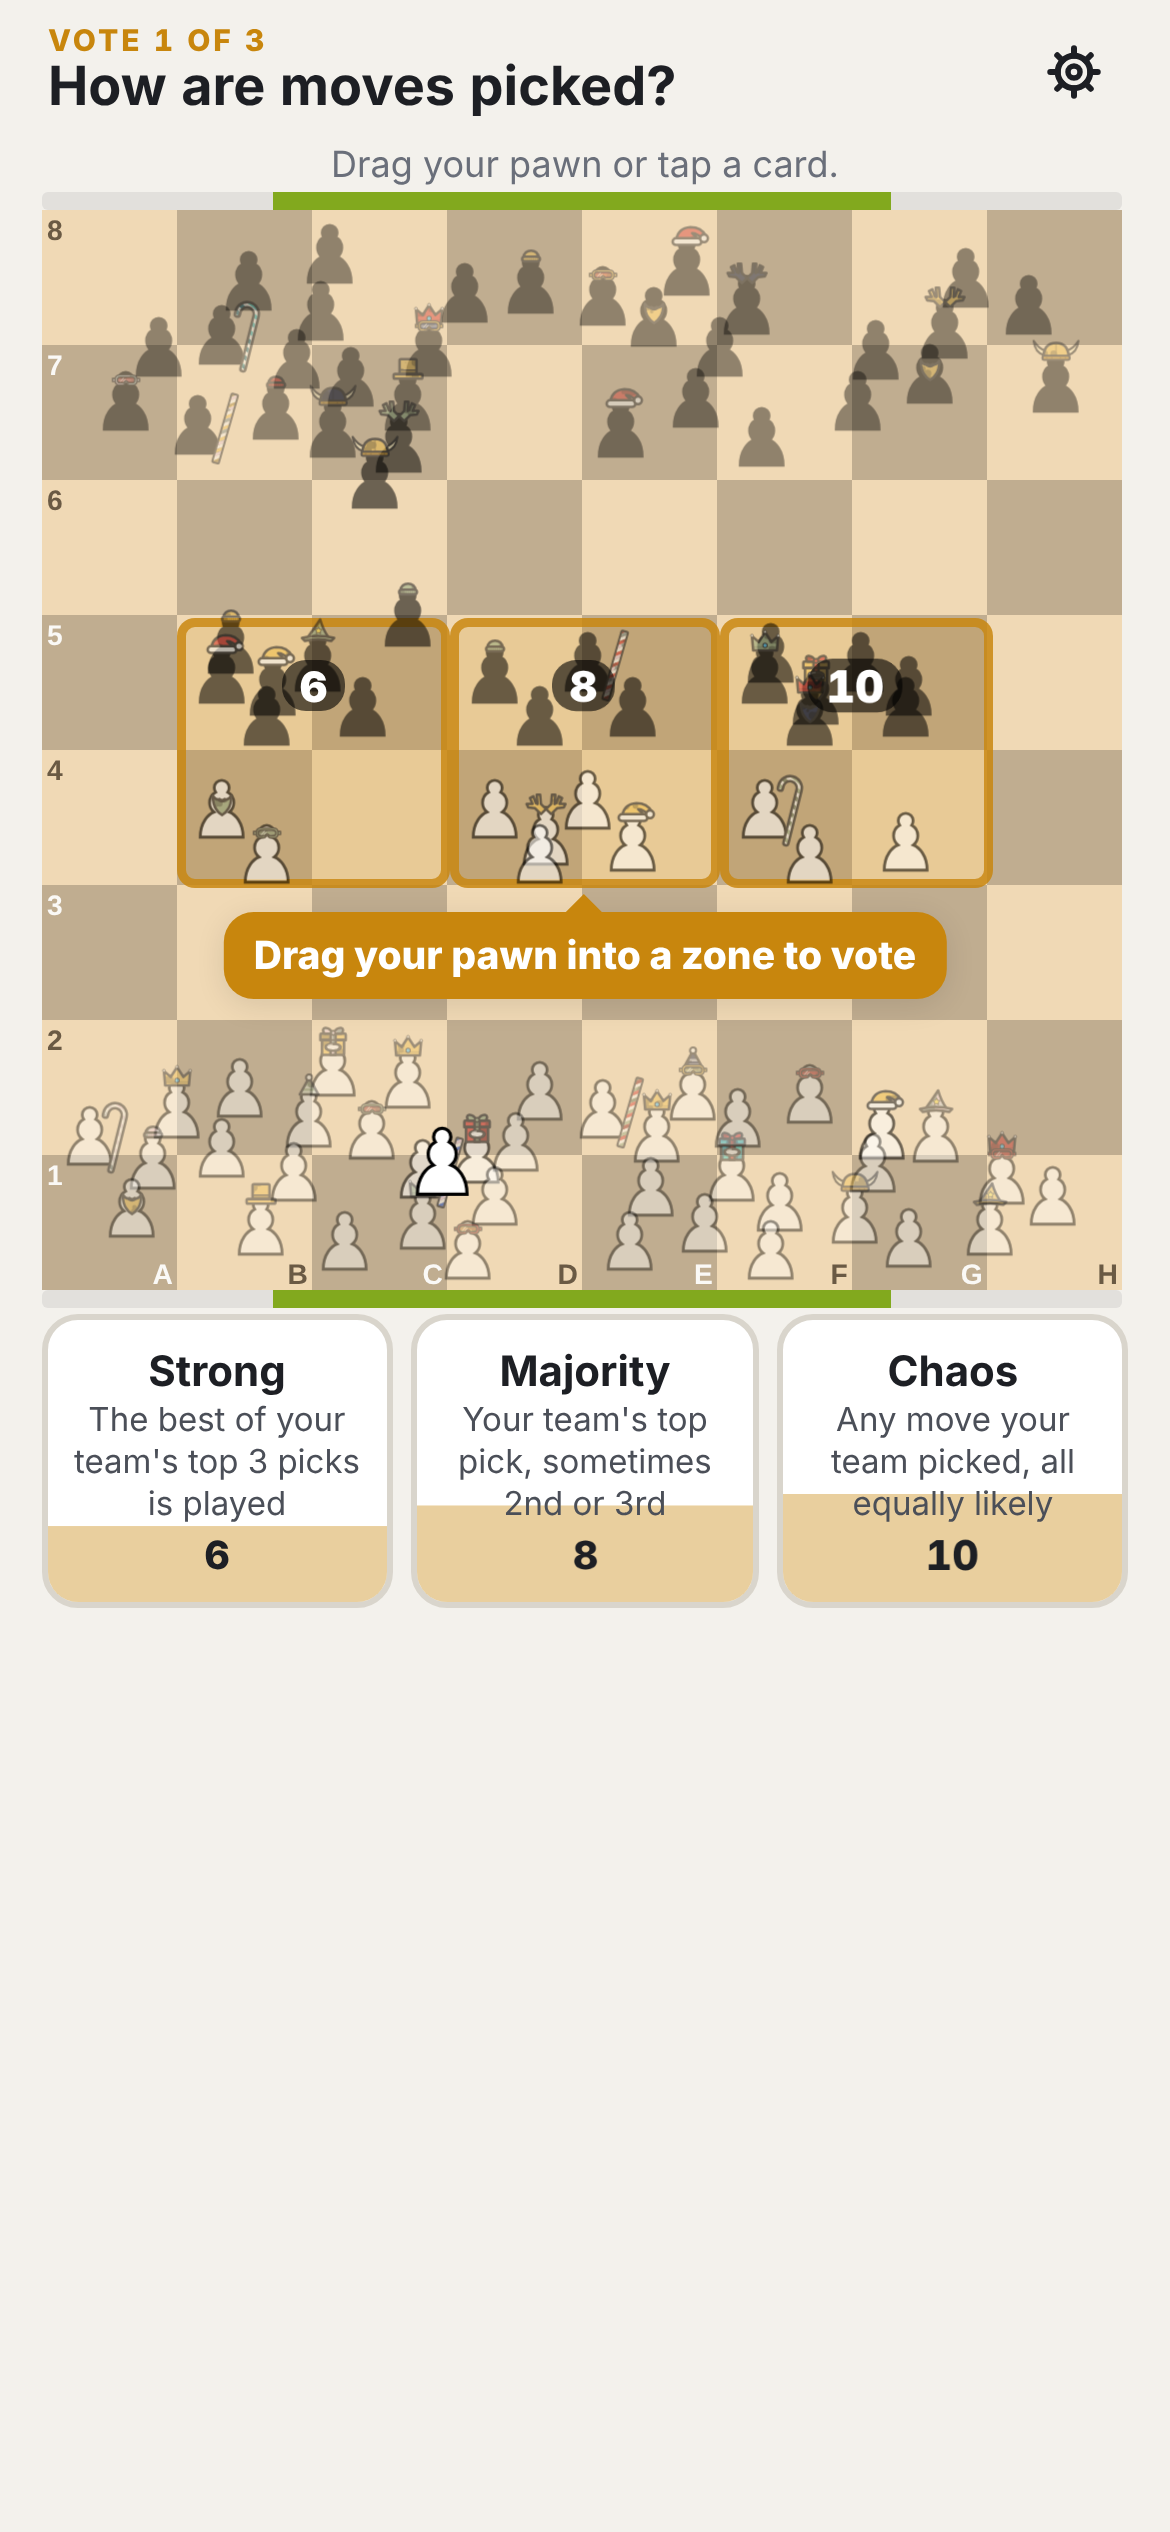 VOTE 1 OF 3
How are moves picked?
Drag your pawn or tap a card.
8
7
6
5
6
8
10
4
3
Drag your pawn into a zone to vote
2
1
A
B
C
D
E
F
G
H
Strong
The best of your
team's top 3 picks
is played
6
Majority
Your team's top
pick, sometimes
2nd or 3rd
8
Chaos
Any move your
team picked, all
equally likely
10